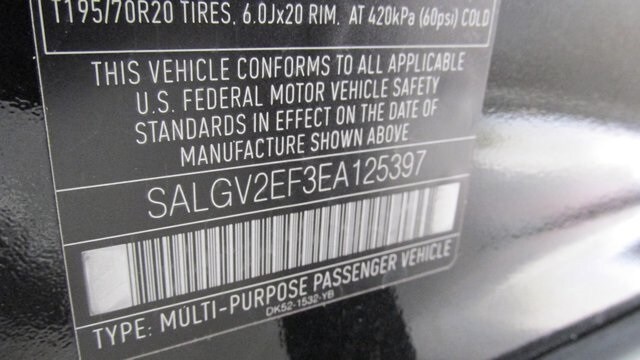 T195/70R20 TIRES, 6.0Jx20 RIM, AT 420kPa (60psi) COLD
THIS VEHICLE CONFORMS TO ALL APPLICABLE
U.S. FEDERAL MOTOR VEHICLE SAFETY
STANDARDS IN EFFECT ON THE DATE OF
MANUFACTURE SHOWN ABOVE
SALGV2EF3EA125397
TYPE: MULTI-PURPOSE PASSENGER VEHICLE
DK52-1532-YB